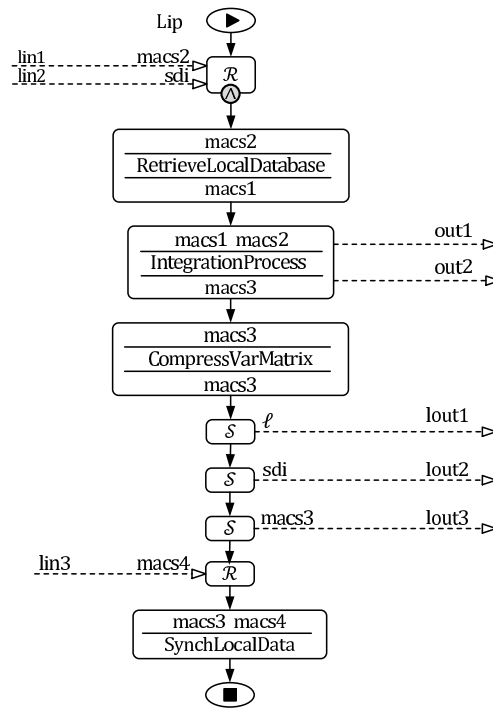 Lip
lin1 macs2
lin2 sdi
ℛ
∧
macs2
RetrieveLocalDatabase
macs1
macs1 macs2
IntegrationProcess
macs3
out1
out2
macs3
CompressVarMatrix
macs3
𝒮 ℓ lout1
𝒮 sdi lout2
𝒮 macs3 lout3
lin3 macs4 ℛ
macs3 macs4
SynchLocalData